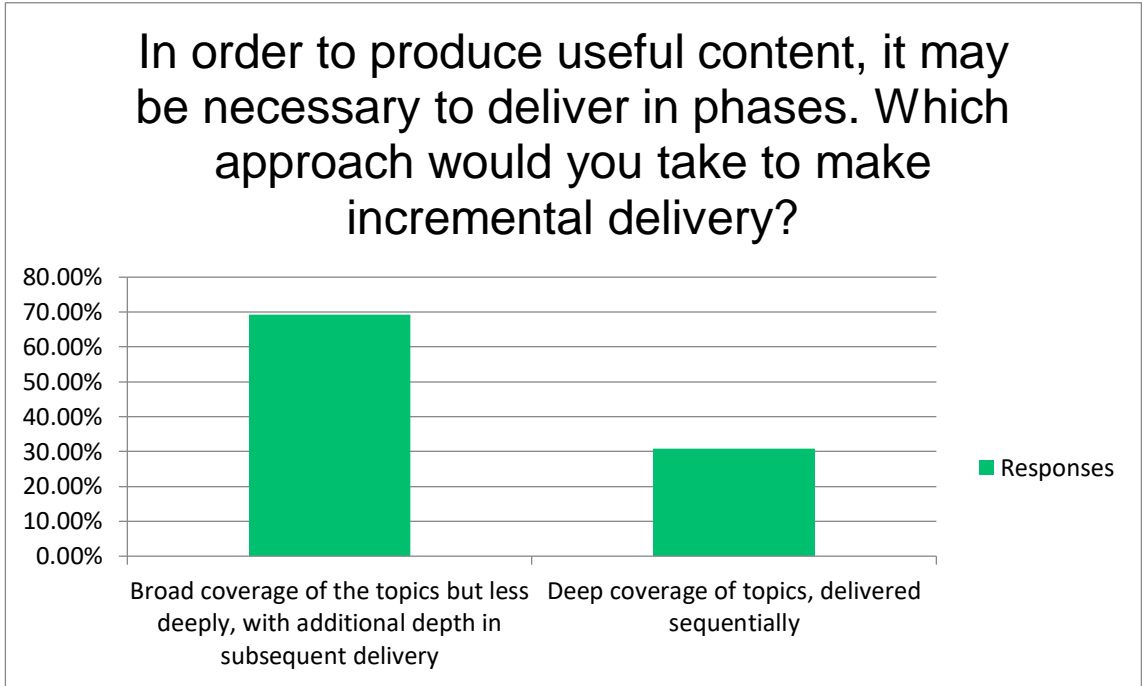 In order to produce useful content, it may
be necessary to deliver in phases. Which
approach would you take to make
incremental delivery?
80.00%
70.00%
60.00%
50.00%
40.00%
30.00%
20.00%
10.00%
0.00%
Responses
Broad coverage of the topics but less
deeply, with additional depth in
subsequent delivery
Deep coverage of topics, delivered
sequentially